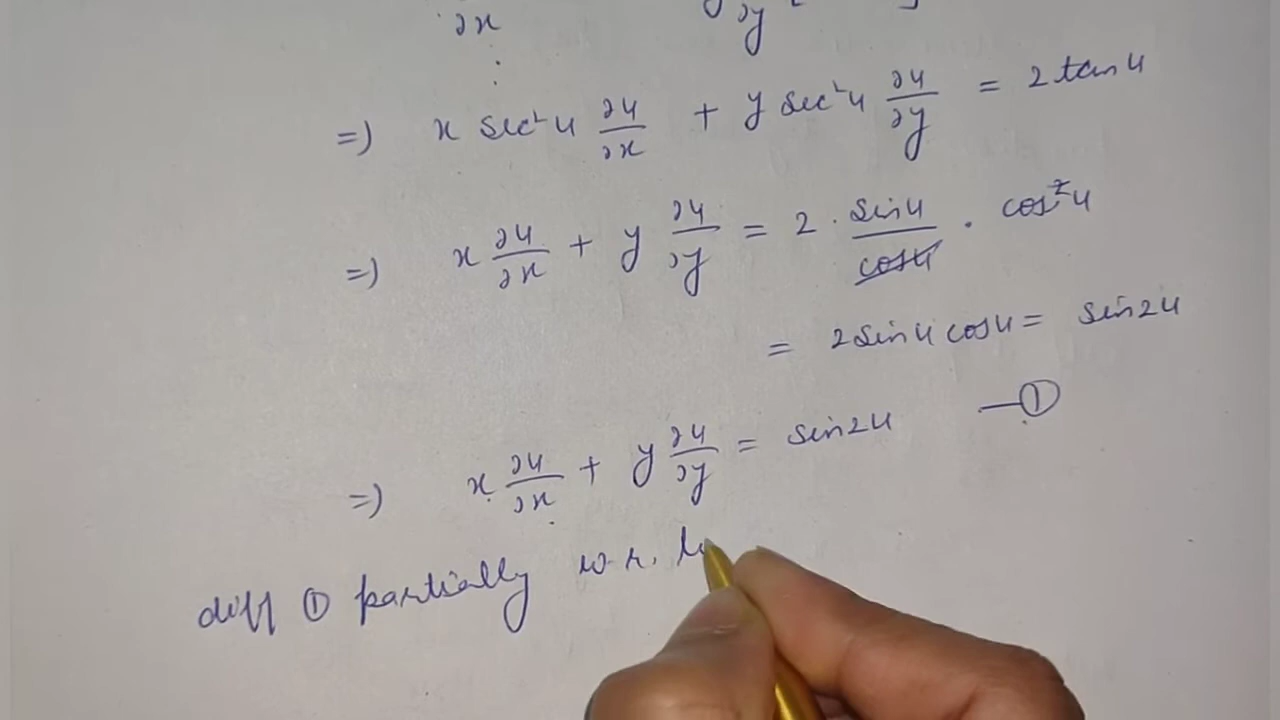 ∂x ∂y
=) x sec²u ∂u/∂x + y sec²u ∂u/∂y = 2 tan u
=) x ∂u/∂x + y ∂u/∂y = 2 · sin u/cos u · cos²u
= 2 sin u cos u = sin 2u
=) x ∂u/∂x + y ∂u/∂y = sin 2u —①
diff ① partially w.r.